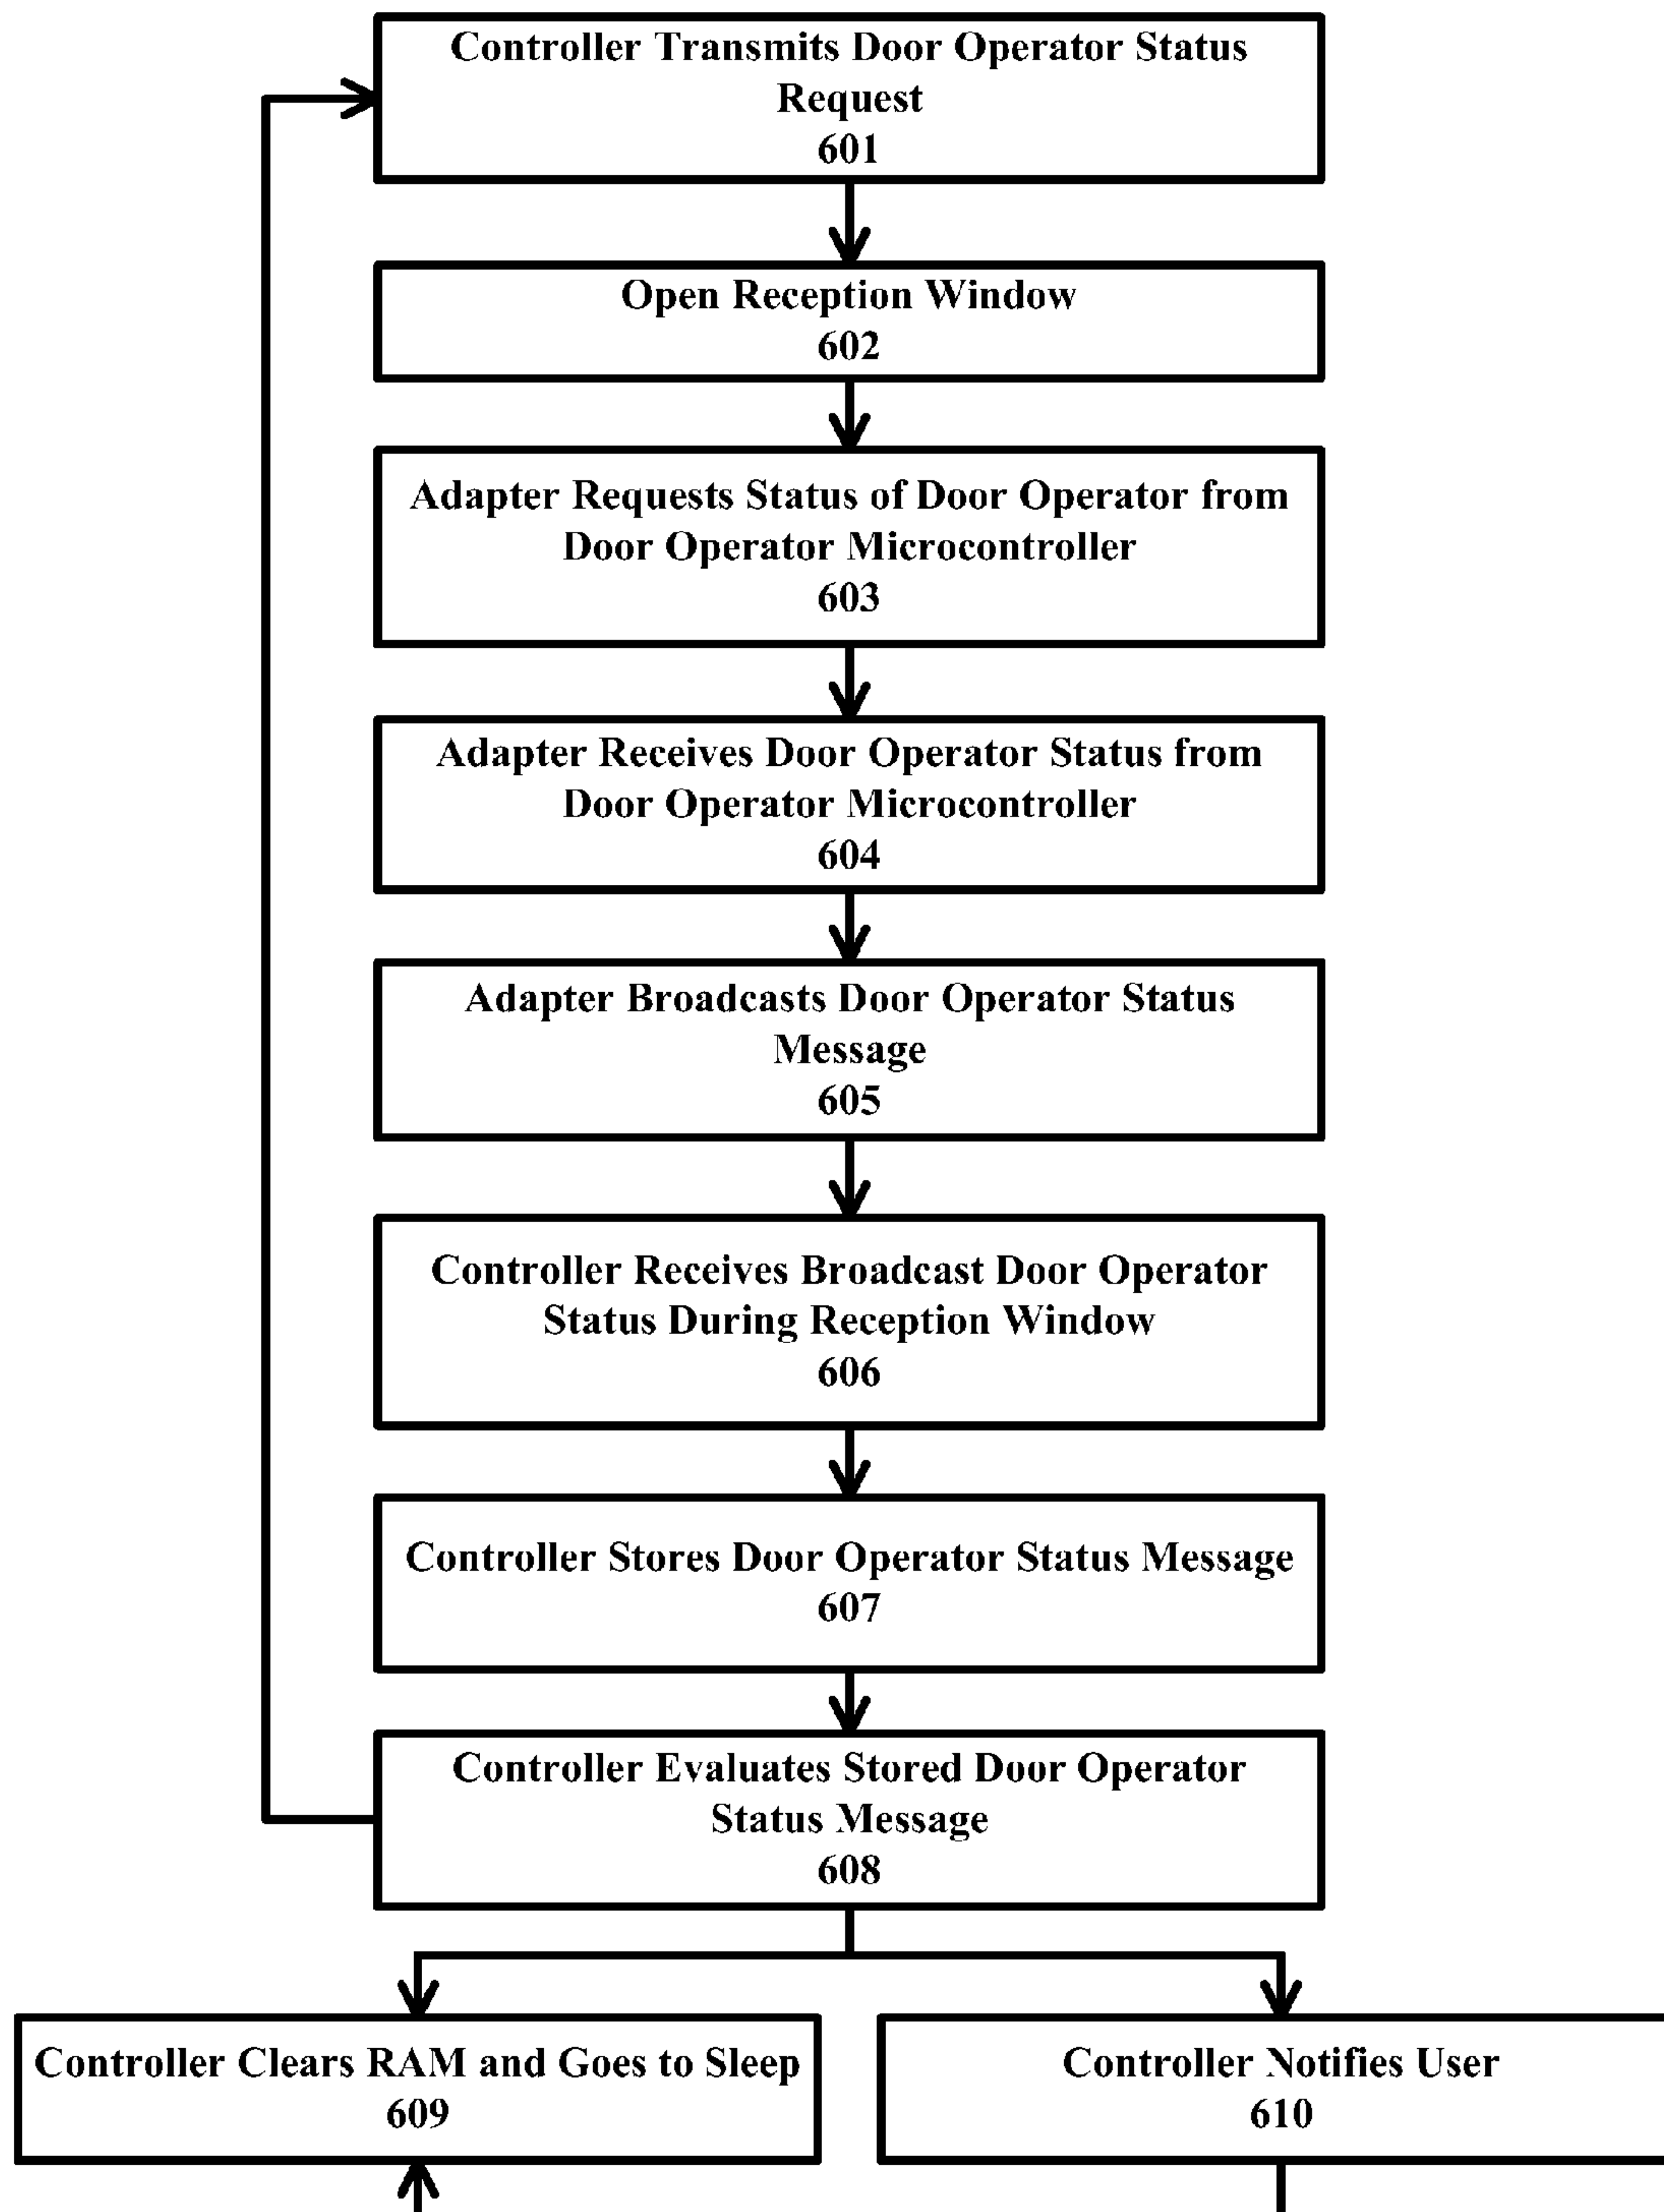 Controller Transmits Door Operator Status
Request
601
Open Reception Window
602
Adapter Requests Status of Door Operator from
Door Operator Microcontroller
603
Adapter Receives Door Operator Status from
Door Operator Microcontroller
604
Adapter Broadcasts Door Operator Status
Message
605
Controller Receives Broadcast Door Operator
Status During Reception Window
606
Controller Stores Door Operator Status Message
607
Controller Evaluates Stored Door Operator
Status Message
608
Controller Clears RAM and Goes to Sleep
609
Controller Notifies User
610